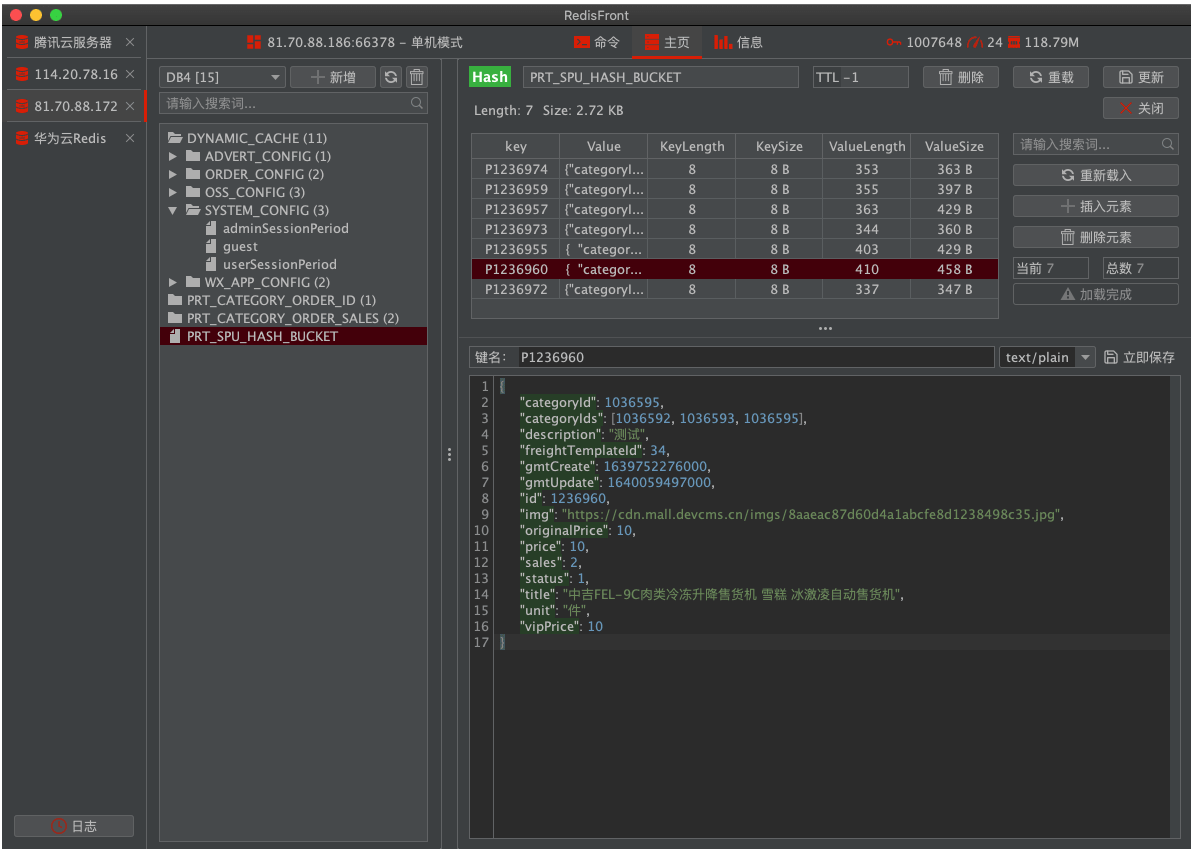 RedisFront
腾讯云服务器 ×
114.20.78.16 ×
81.70.88.172 ×
华为云Redis ×
日志
81.70.88.186:66378 - 单机模式
命令
主页
信息
1007648
24
118.79M
DB4 [15]
新增
请输入搜索词...
DYNAMIC_CACHE (11)
ADVERT_CONFIG (1)
ORDER_CONFIG (2)
OSS_CONFIG (3)
SYSTEM_CONFIG (3)
adminSessionPeriod
guest
userSessionPeriod
WX_APP_CONFIG (2)
PRT_CATEGORY_ORDER_ID (1)
PRT_CATEGORY_ORDER_SALES (2)
PRT_SPU_HASH_BUCKET
Hash PRT_SPU_HASH_BUCKET TTL -1 删除 重载 更新
Length: 7 Size: 2.72 KB 关闭
key Value KeyLength KeySize ValueLength ValueSize
P1236974 {"categoryI... 8 8 B 353 363 B
P1236959 {"categoryI... 8 8 B 355 397 B
P1236957 {"categoryI... 8 8 B 363 429 B
P1236973 {"categoryI... 8 8 B 344 360 B
P1236955 { "categor... 8 8 B 403 429 B
P1236960 { "categor... 8 8 B 410 458 B
P1236972 {"categoryI... 8 8 B 337 347 B
请输入搜索词...
重新载入
插入元素
删除元素
当前 7 总数 7
加载完成
键名: P1236960 text/plain 立即保存
1 {
2 "categoryId": 1036595,
3 "categoryIds": [1036592, 1036593, 1036595],
4 "description": "测试",
5 "freightTemplateId": 34,
6 "gmtCreate": 1639752276000,
7 "gmtUpdate": 1640059497000,
8 "id": 1236960,
9 "img": "https://cdn.mall.devcms.cn/imgs/8aaeac87d60d4a1abcfe8d1238498c35.jpg",
10 "originalPrice": 10,
11 "price": 10,
12 "sales": 2,
13 "status": 1,
14 "title": "中吉FEL-9C肉类冷冻升降售货机 雪糕 冰激凌自动售货机",
15 "unit": "件",
16 "vipPrice": 10
17 }